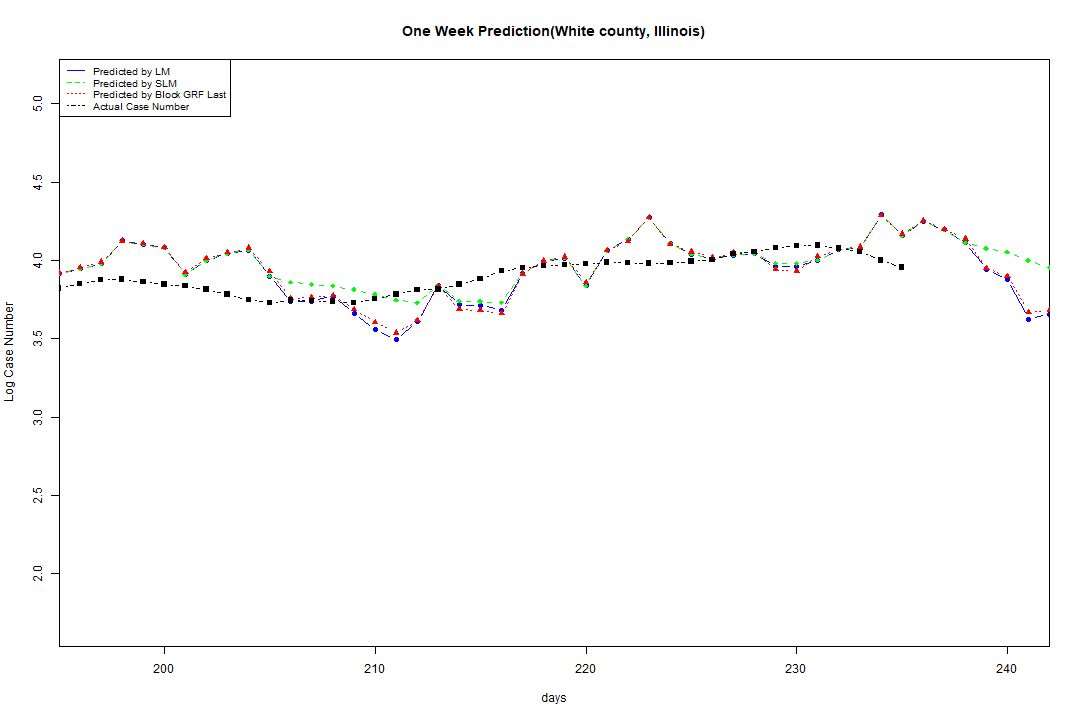 One Week Prediction(White county, Illinois)
Predicted by LM
Predicted by SLM
Predicted by Block GRF Last
Actual Case Number
5.0
4.5
4.0
3.5
3.0
2.5
2.0
Log Case Number
200 210 220 230 240
days